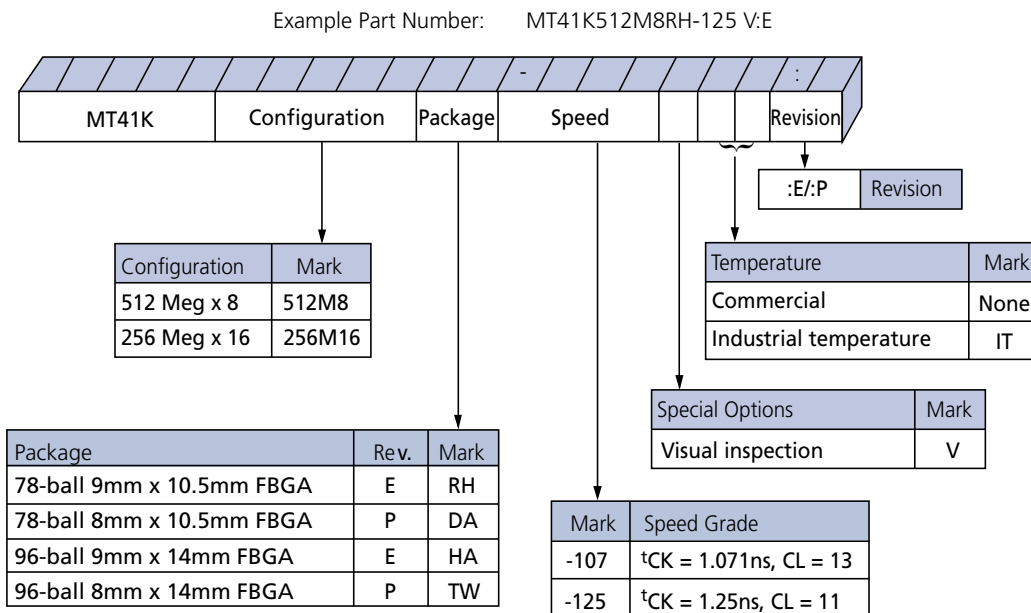 Example Part Number: MT41K512M8RH-125 V:E
- :
MT41K Configuration Package Speed Revision
:E/:P Revision
Configuration Mark
512 Meg x 8 512M8
256 Meg x 16 256M16
Temperature Mark
Commercial None
Industrial temperature IT
Special Options Mark
Visual inspection V
Package Rev. Mark
78-ball 9mm x 10.5mm FBGA E RH
78-ball 8mm x 10.5mm FBGA P DA
96-ball 9mm x 14mm FBGA E HA
96-ball 8mm x 14mm FBGA P TW
Mark Speed Grade
-107 tCK = 1.071ns, CL = 13
-125 tCK = 1.25ns, CL = 11